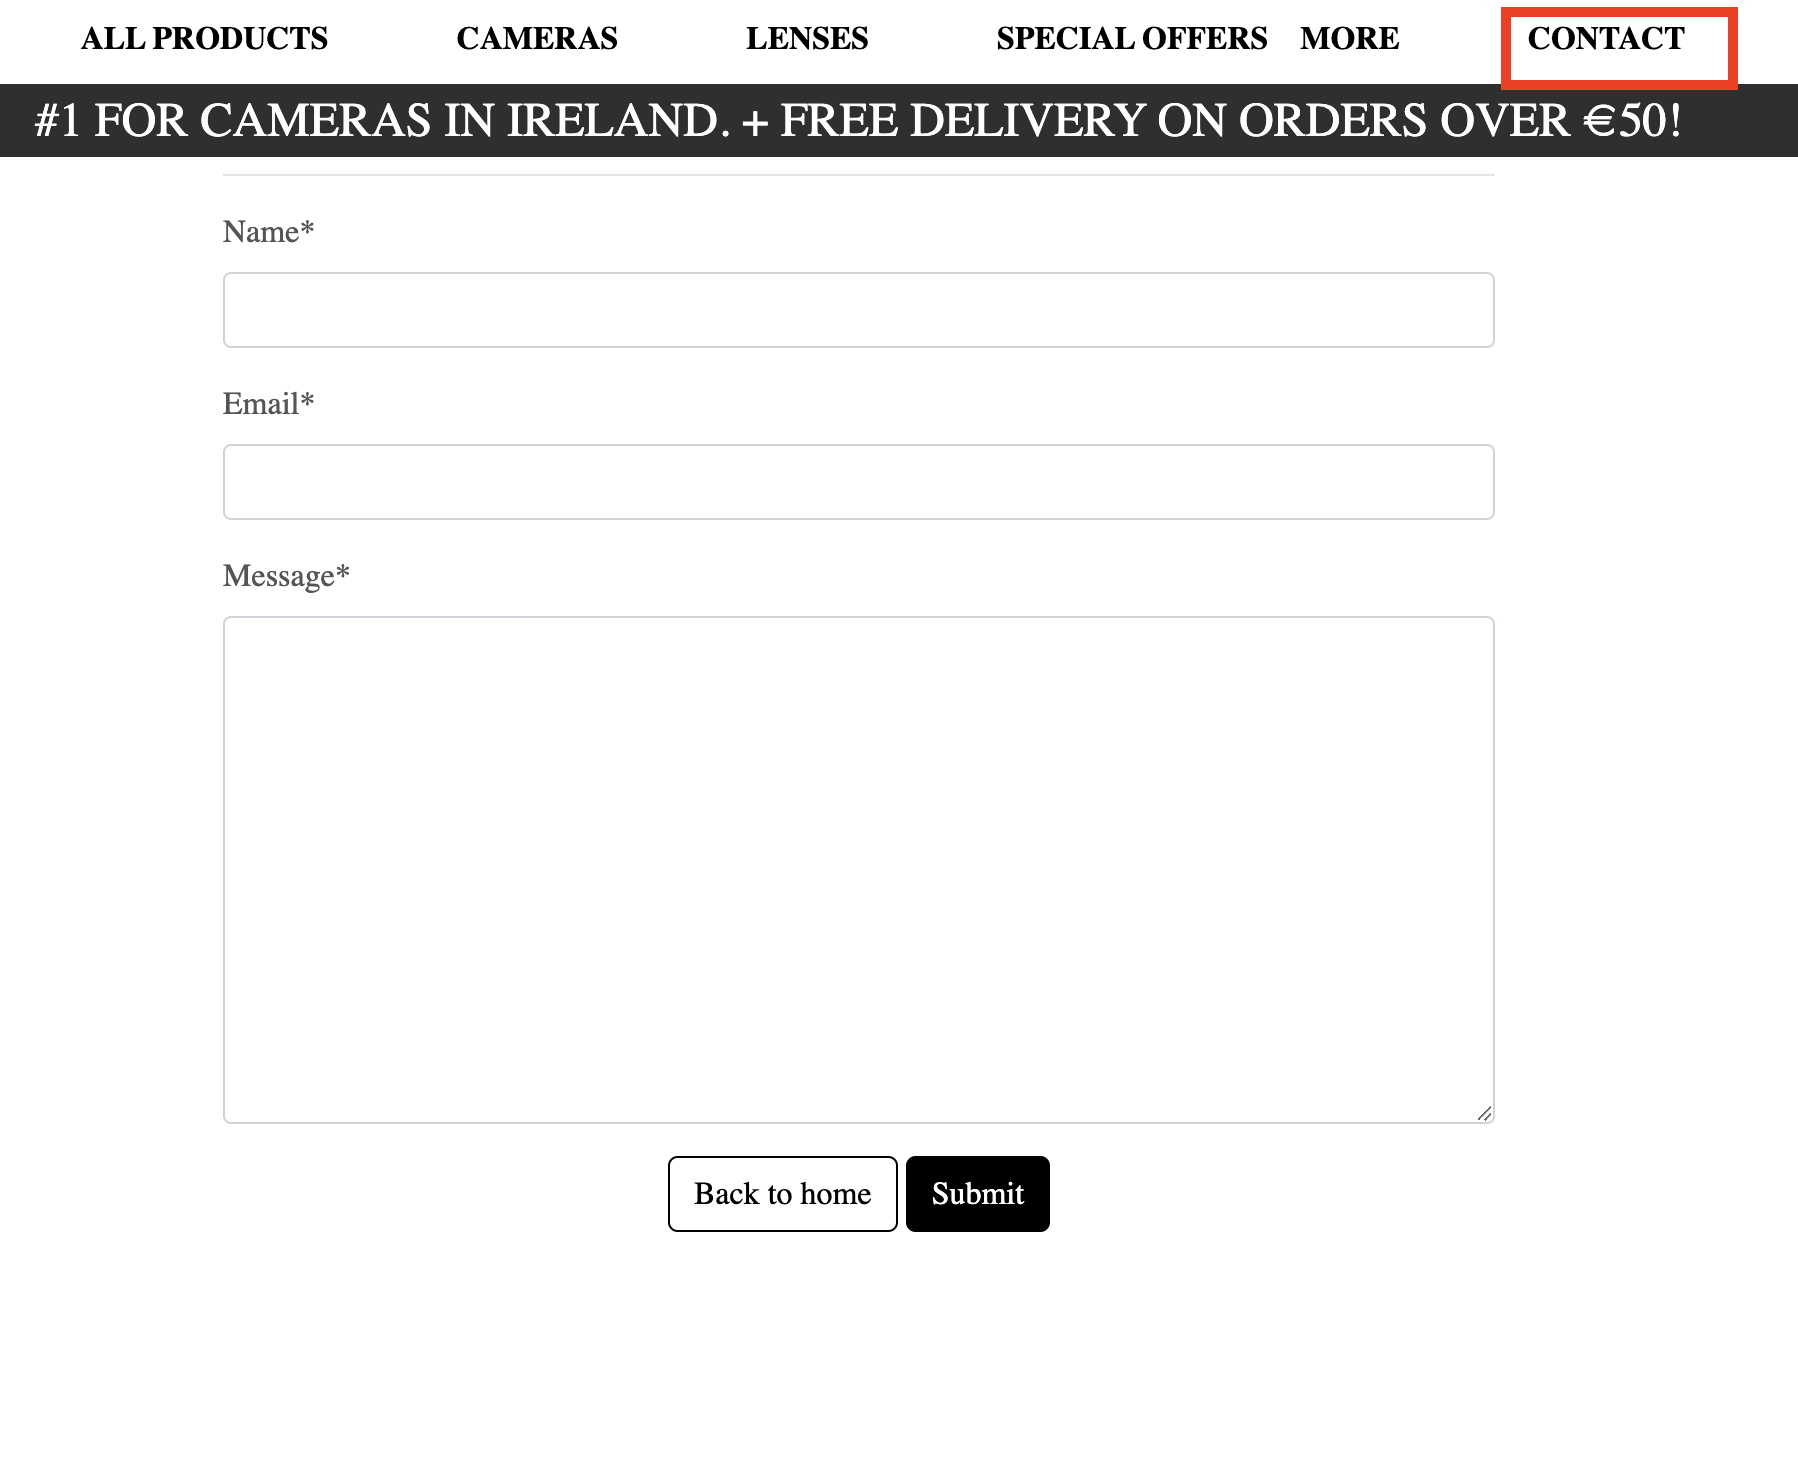 ALL PRODUCTS CAMERAS LENSES SPECIAL OFFERS MORE CONTACT
#1 FOR CAMERAS IN IRELAND. + FREE DELIVERY ON ORDERS OVER €50!
Name*
Email*
Message*
Back to home Submit